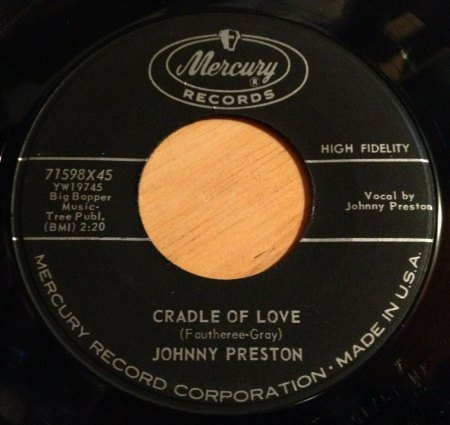 Mercury
®
RECORDS
HIGH FIDELITY
71598X45
YW19745
Big Bopper
Music-
Tree Publ.
(BMI) 2:20
Vocal by
Johnny Preston
CRADLE OF LOVE
(Fautheree-Gray)
JOHNNY PRESTON
MERCURY RECORD CORPORATION · MADE IN U.S.A.